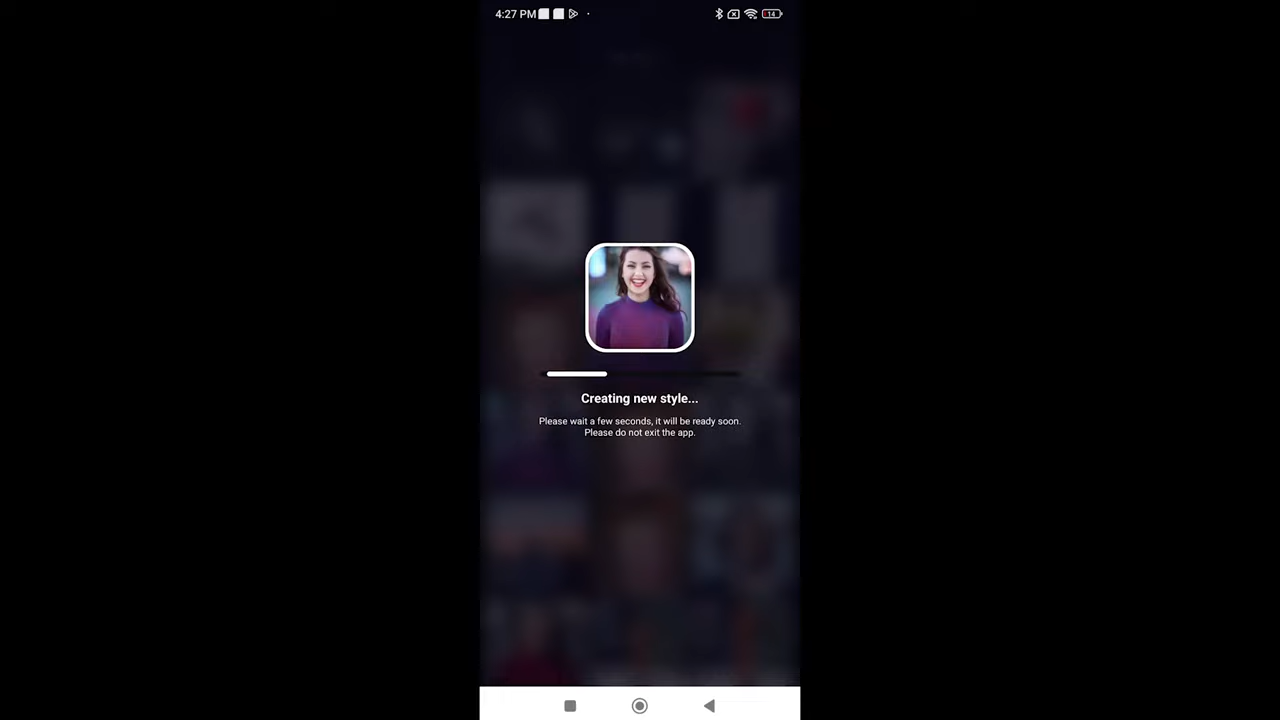 4:27 PM
14
Creating new style...
Please wait a few seconds, it will be ready soon.
Please do not exit the app.